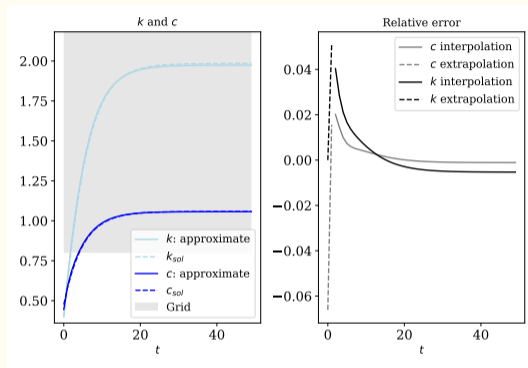 k and c
2.00
1.75
1.50
1.25
1.00
0.75
0.50
0
20
40
t
k: approximate
k_sol
c: approximate
c_sol
Grid
Relative error
0.04
0.02
0.00
−0.02
−0.04
−0.06
0
20
40
t
c interpolation
c extrapolation
k interpolation
k extrapolation